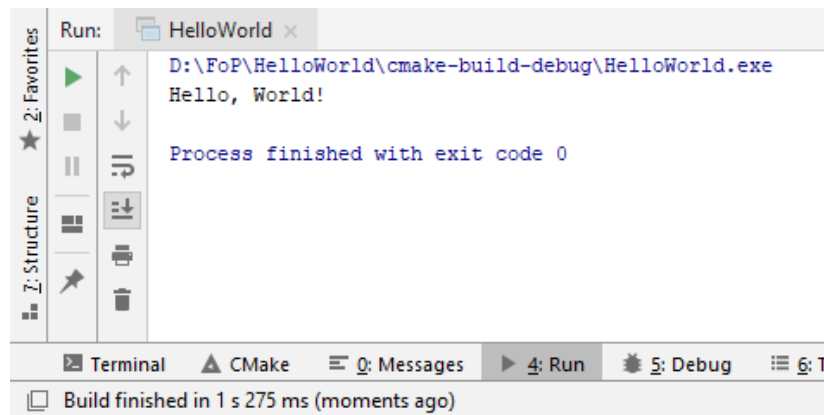 Run: HelloWorld
2: Favorites
D:\FoP\HelloWorld\cmake-build-debug\HelloWorld.exe
Hello, World!
Process finished with exit code 0
7: Structure
Terminal CMake 0: Messages 4: Run 5: Debug 6: T
Build finished in 1 s 275 ms (moments ago)